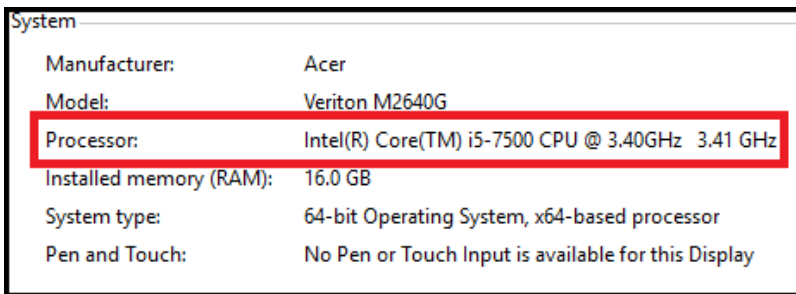 System
Manufacturer: Acer
Model: Veriton M2640G
Processor: Intel(R) Core(TM) i5-7500 CPU @ 3.40GHz 3.41 GHz
Installed memory (RAM): 16.0 GB
System type: 64-bit Operating System, x64-based processor
Pen and Touch: No Pen or Touch Input is available for this Display